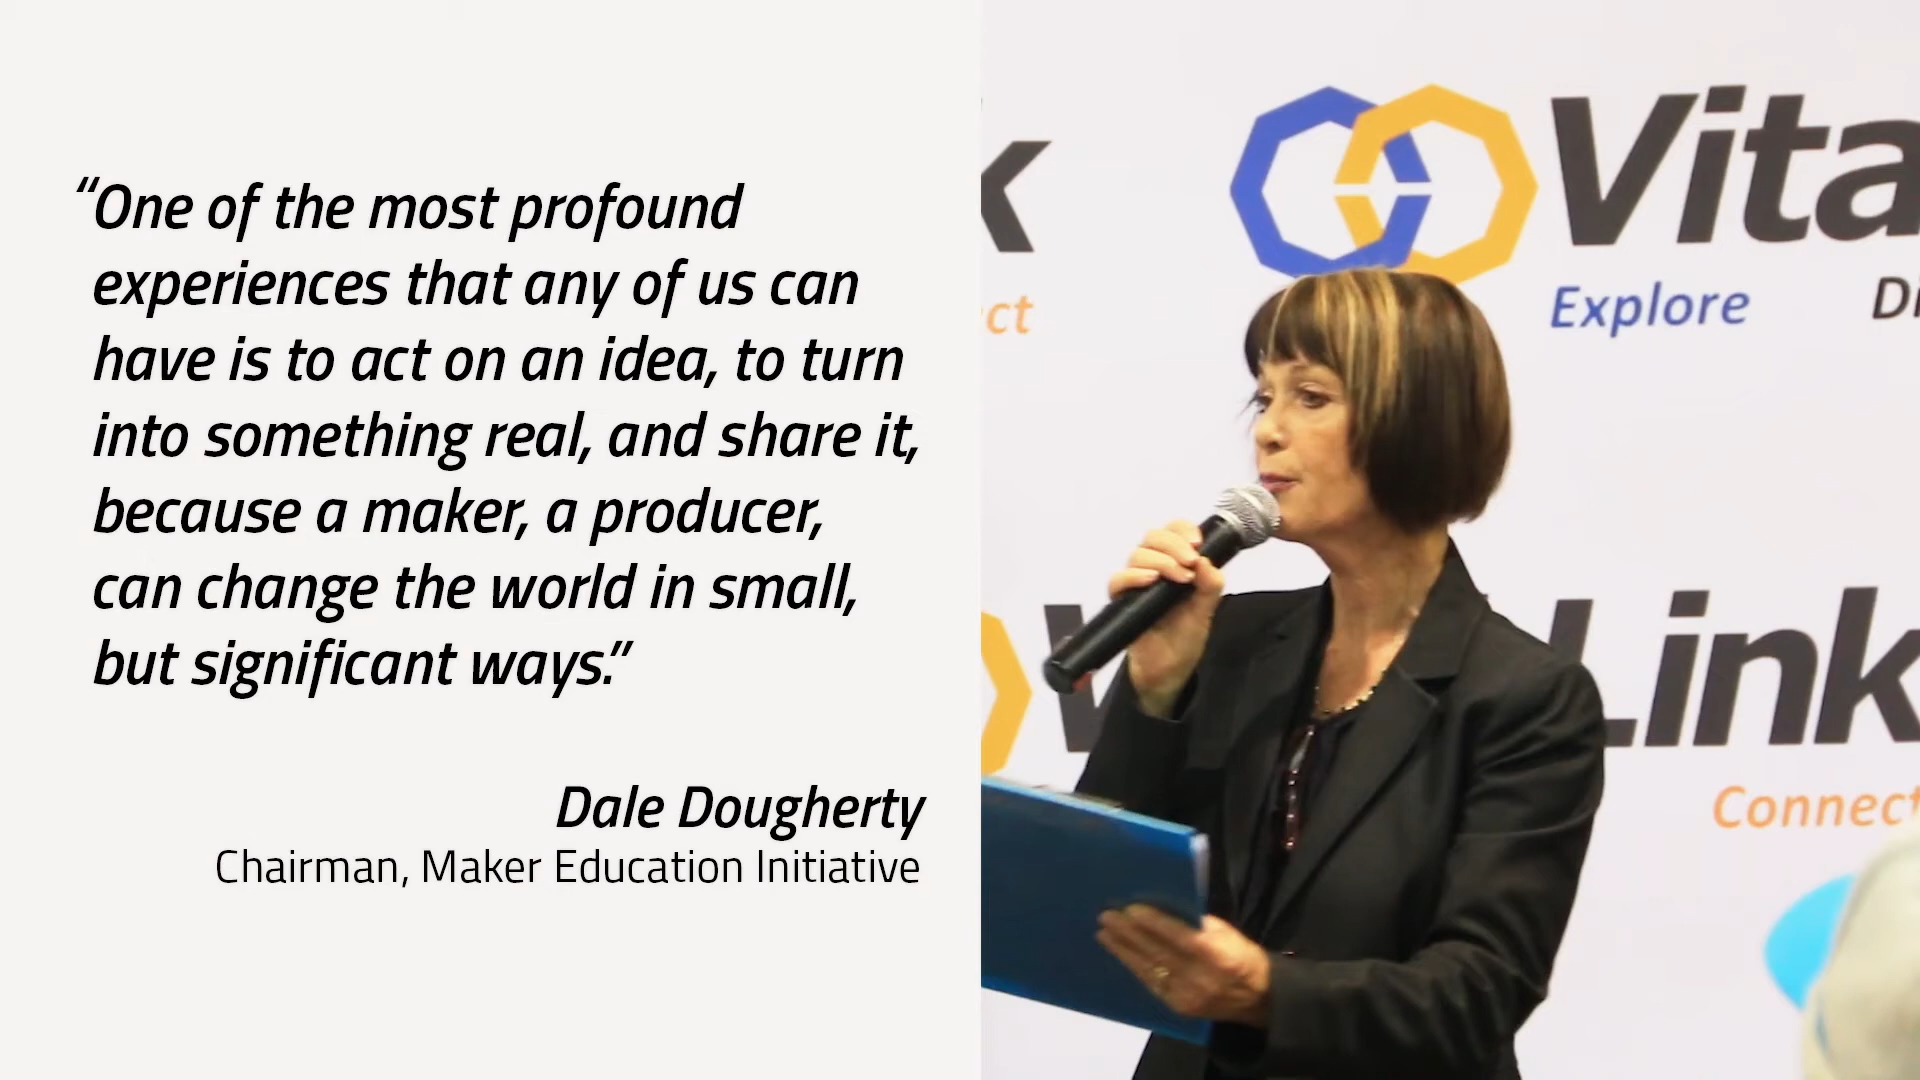 “One of the most profound
experiences that any of us can
have is to act on an idea, to turn
into something real, and share it,
because a maker, a producer,
can change the world in small,
but significant ways.”
Dale Dougherty
Chairman, Maker Education Initiative
k
ct
Vita
Explore
Di
V
Link
Connect